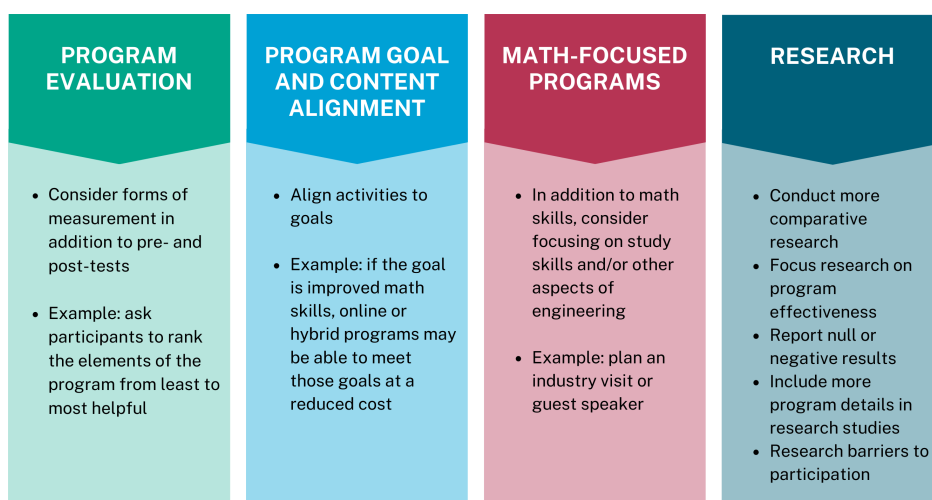 PROGRAM
EVALUATION
• Consider forms of
measurement in
addition to pre- and
post-tests
• Example: ask
participants to rank
the elements of the
program from least to
most helpful
PROGRAM GOAL
AND CONTENT
ALIGNMENT
• Align activities to
goals
• Example: if the goal
is improved math
skills, online or
hybrid programs may
be able to meet
those goals at a
reduced cost
MATH-FOCUSED
PROGRAMS
• In addition to math
skills, consider
focusing on study
skills and/or other
aspects of
engineering
• Example: plan an
industry visit or
guest speaker
RESEARCH
• Conduct more
comparative
research
• Focus research on
program
effectiveness
• Report null or
negative results
• Include more
program details in
research studies
• Research barriers to
participation